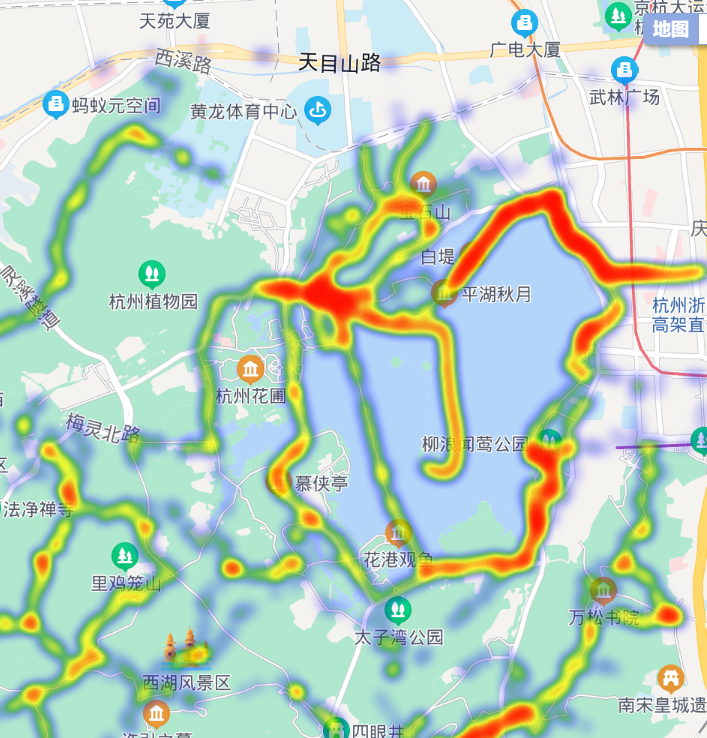 天苑大厦
京杭大运
地图
广电大厦
西溪路
天目山路
武林广场
蚂蚁元空间
黄龙体育中心
宝石山
庆
白堤
灵溪隧道
杭州植物园
平湖秋月
杭州浙
高架直
杭州花圃
梅灵北路
柳浪闻莺公园
区
慕侠亭
法净禅寺
花港观鱼
里鸡笼山
万松书院
太子湾公园
西湖风景区
南宋皇城遗
四眼井